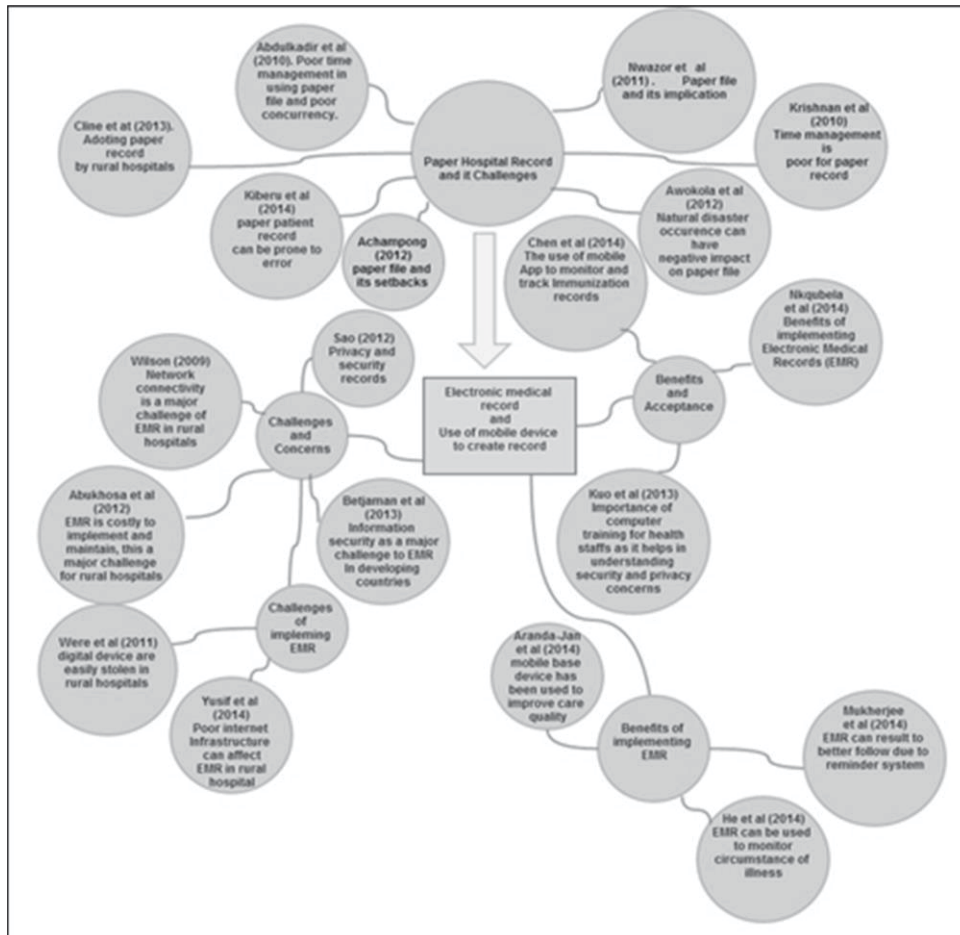 Abdulkadir et al
(2010). Poor time
management in
using paper
file and poor
concurrency.
Nwazor et al
(2011) . Paper file
and its implication
Cline et at (2013).
Adoting paper
record
by rural hospitals
Paper Hospital Record
and it Challenges
Krishnan et al
(2010)
Time management
is
poor for paper
record
Kiberu et al
(2014)
paper patient
record
can be prone to
error
Achampong
(2012)
paper file and
its setbacks
Awokola et al
(2012)
Natural disaster
occurence can
have
negative impact
on paper file
Chen et al (2014)
The use of mobile
App to monitor and
track Immunization
records
Nkqubela
et al (2014)
Benefits of
implementing
Electronic Medical
Records (EMR)
Sao (2012)
Privacy and
security
records
Wilson (2009)
Network
connectivity
is a major
challenge of
EMR in rural
hospitals
Challenges
and
Concerns
Electronic medical
record
and
Use of mobile device
to create record
Benefits
and
Acceptance
Abukhosa et al
(2012)
EMR is costly to
implement and
maintain, this a
major challenge
for rural hospitals
Betjaman et al
(2013)
Information
security as a major
challenge to EMR
In developing
countries
Kuo et al (2013)
Importance of
computer
training for health
staffs as it helps in
understanding
security and privacy
concerns
Challenges
of
impleming
EMR
Were et al (2011)
digital device are
easily stolen in
rural hospitals
Yusif et al
(2014)
Poor internet
Infrastructure
can affect
EMR in rural
hospital
Aranda-Jan
et al (2014)
mobile base
device has
been used to
improve care
quality
Benefits of
implementing
EMR
Mukherjee
et al (2014)
EMR can result to
better follow due to
reminder system
He et al (2014)
EMR can be used
to monitor
circumstance of
illness